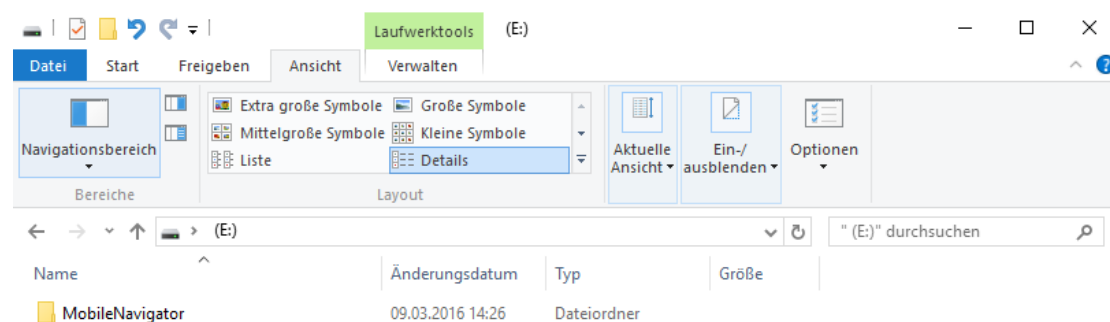 Laufwerktools (E:)
Datei Start Freigeben Ansicht Verwalten
Extra große Symbole Große Symbole
Mittelgroße Symbole Kleine Symbole
Liste Details
Navigationsbereich
Aktuelle Ansicht
Ein-/ ausblenden
Optionen
Bereiche Layout
(E:) " (E:)" durchsuchen
Name Änderungsdatum Typ Größe
MobileNavigator 09.03.2016 14:26 Dateiordner